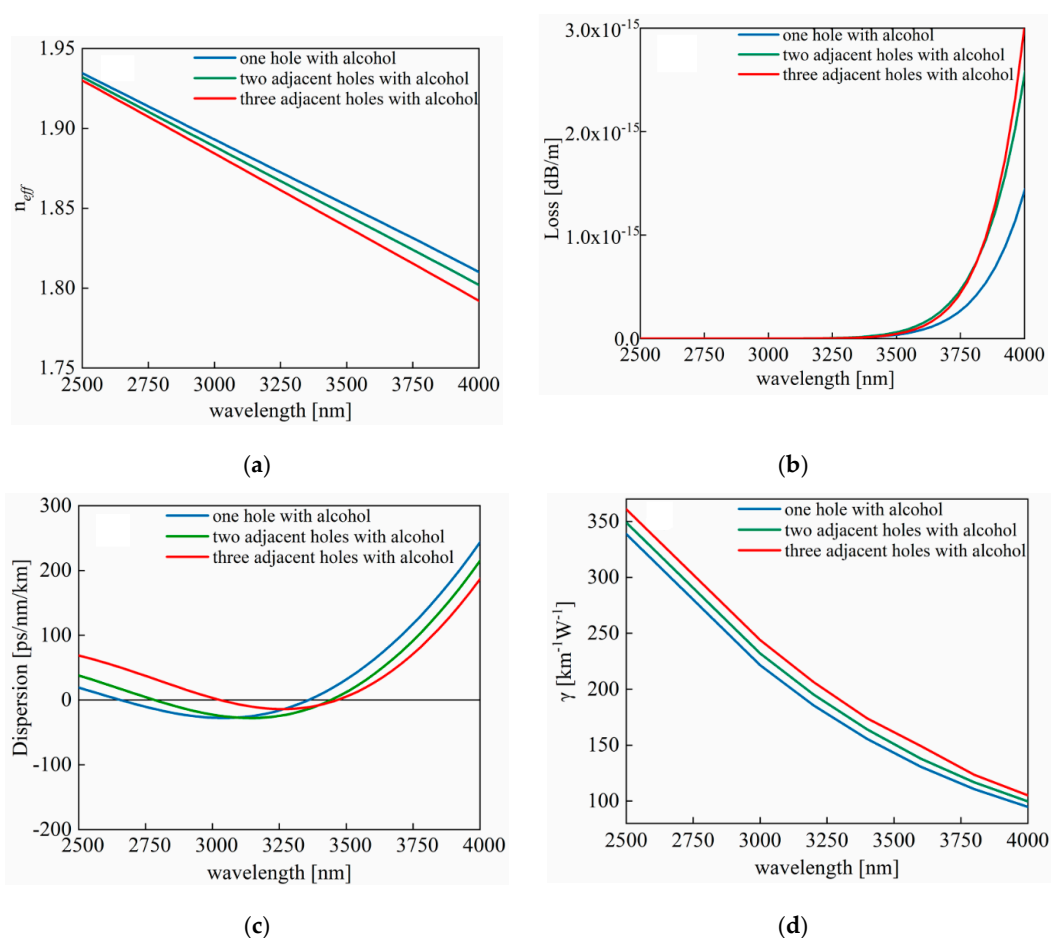 1.95
1.90
1.85
1.80
1.75
one hole with alcohol
two adjacent holes with alcohol
three adjacent holes with alcohol
n_eff
2500 2750 3000 3250 3500 3750 4000
wavelength [nm]
(a)
3.0x10^-15
2.0x10^-15
1.0x10^-15
0.0
one hole with alcohol
two adjacent holes with alcohol
three adjacent holes with alcohol
Loss [dB/m]
2500 2750 3000 3250 3500 3750 4000
wavelength [nm]
(b)
300
200
100
0
-100
-200
one hole with alcohol
two adjacent holes with alcohol
three adjacent holes with alcohol
Dispersion [ps/nm/km]
2500 2750 3000 3250 3500 3750 4000
wavelength [nm]
(c)
350
300
250
200
150
100
one hole with alcohol
two adjacent holes with alcohol
three adjacent holes with alcohol
γ [km^-1W^-1]
2500 2750 3000 3250 3500 3750 4000
wavelength [nm]
(d)